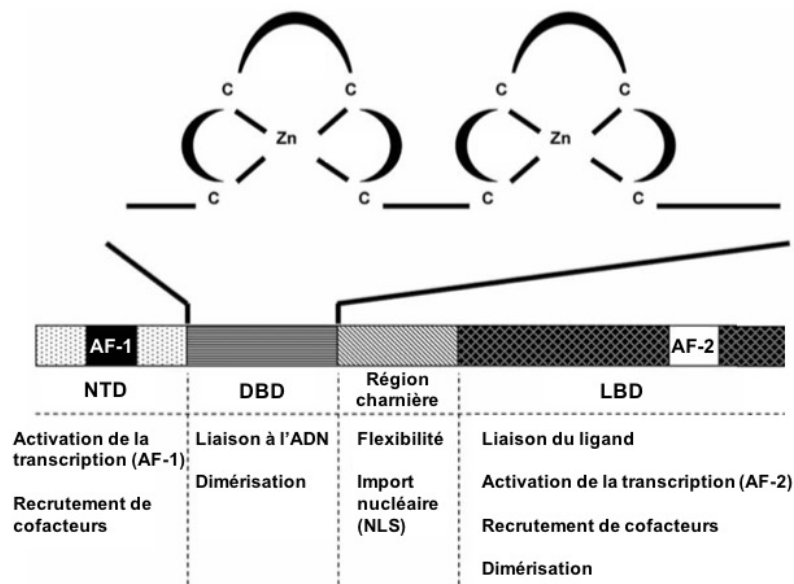 C C C C
Zn Zn
C C C C
AF-1 AF-2
NTD DBD Région charnière LBD
Activation de la transcription (AF-1)
Recrutement de cofacteurs
Liaison à l'ADN
Dimérisation
Flexibilité
Import nucléaire (NLS)
Liaison du ligand
Activation de la transcription (AF-2)
Recrutement de cofacteurs
Dimérisation